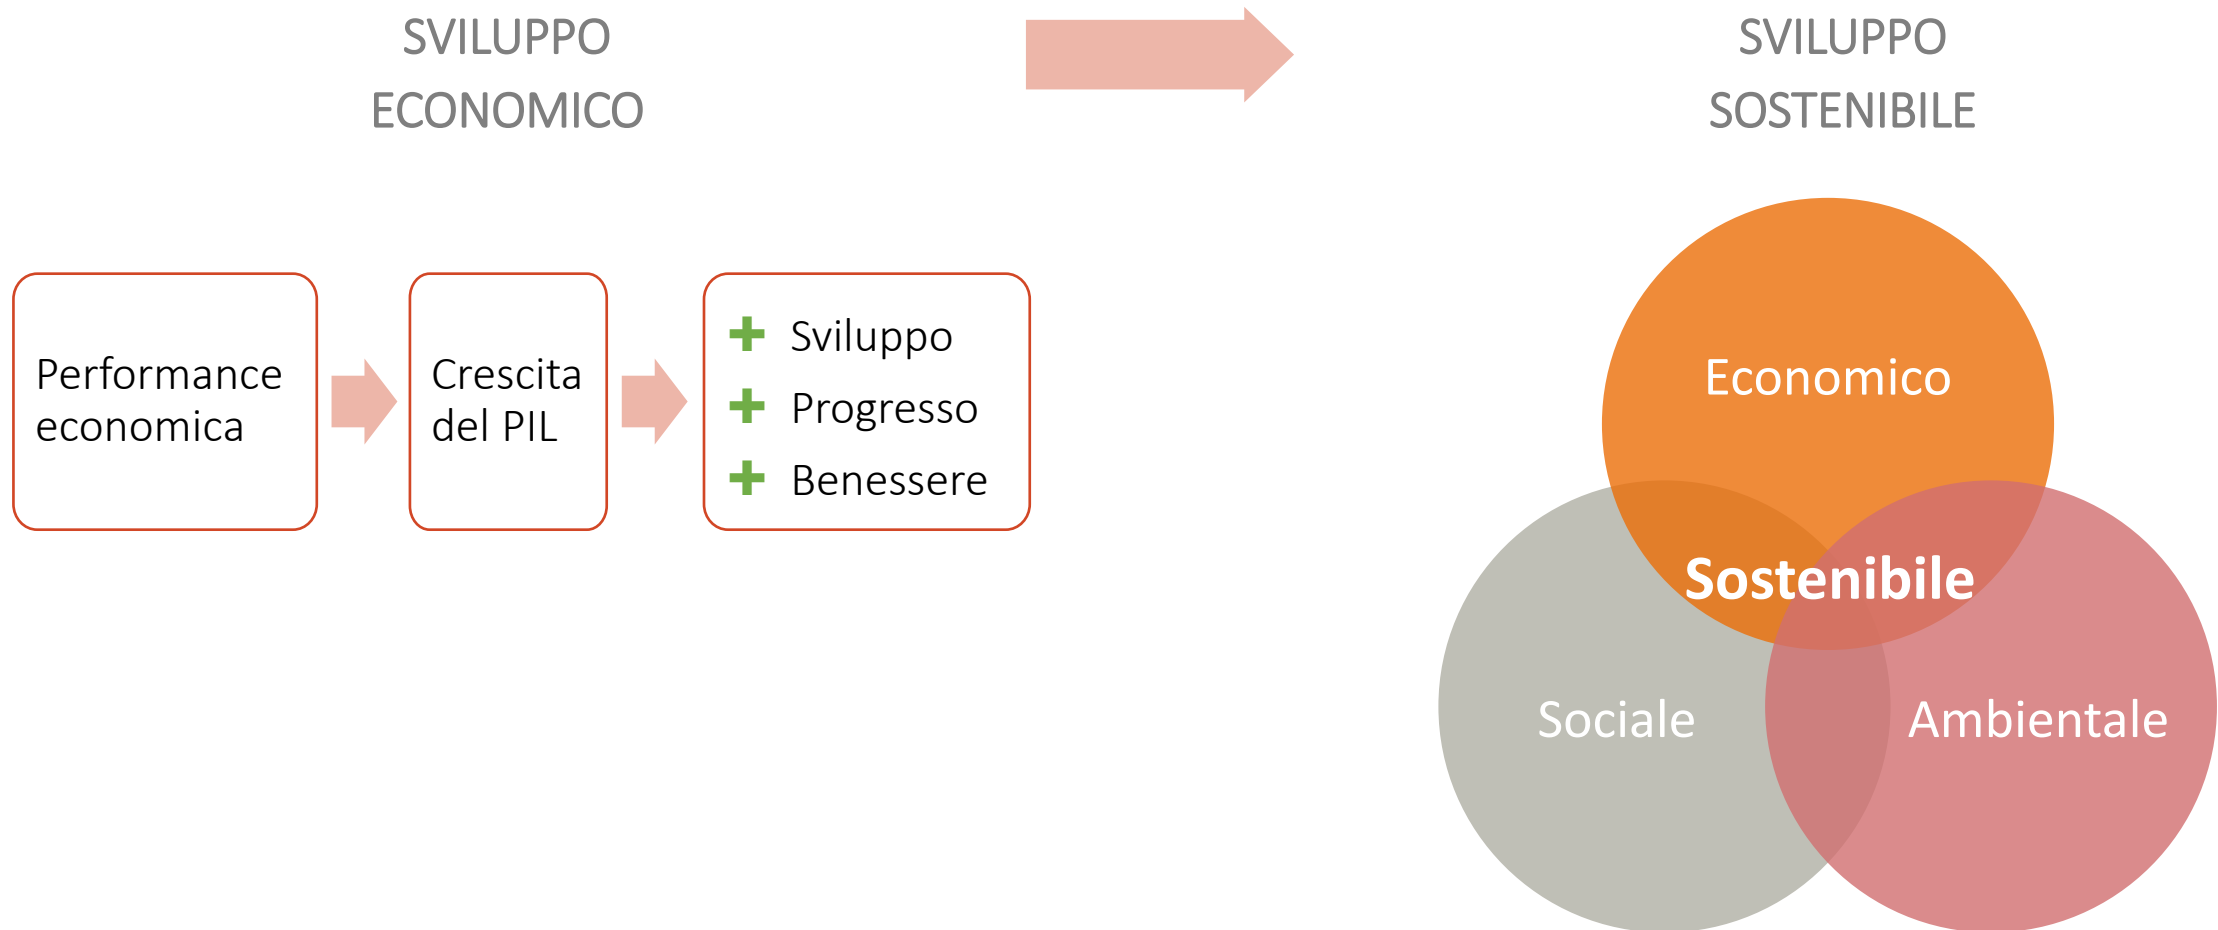 SVILUPPO
ECONOMICO
Performance
economica
Crescita
del PIL
Sviluppo
Progresso
Benessere
SVILUPPO
SOSTENIBILE
Economico
Sostenibile
Sociale
Ambientale